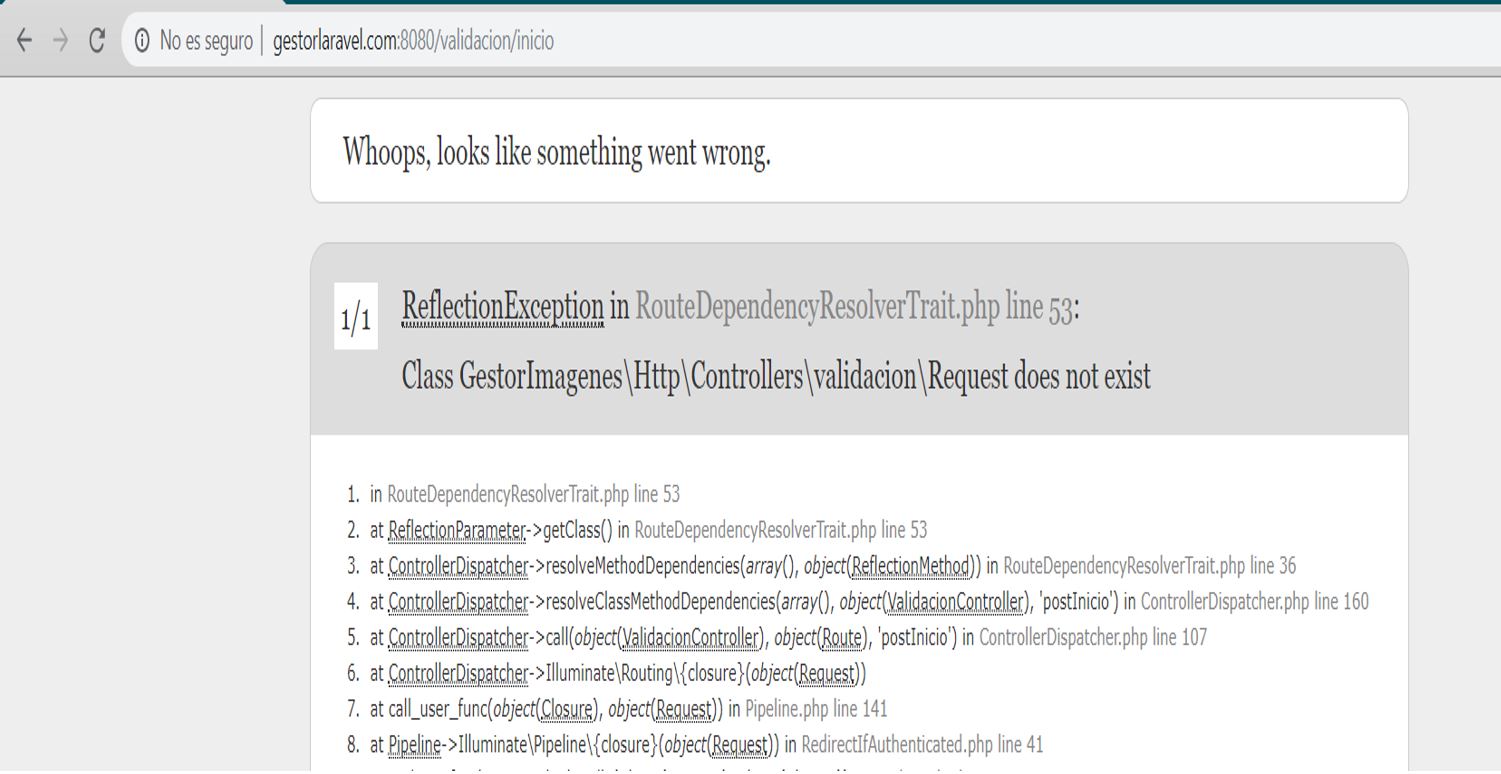 No es seguro | gestorlaravel.com:8080/validacion/inicio
Whoops, looks like something went wrong.
1/1
ReflectionException in RouteDependencyResolverTrait.php line 53:
Class GestorImagenes\Http\Controllers\validacion\Request does not exist
1. in RouteDependencyResolverTrait.php line 53
2. at ReflectionParameter->getClass() in RouteDependencyResolverTrait.php line 53
3. at ControllerDispatcher->resolveMethodDependencies(array(), object(ReflectionMethod)) in RouteDependencyResolverTrait.php line 36
4. at ControllerDispatcher->resolveClassMethodDependencies(array(), object(ValidacionController), 'postInicio') in ControllerDispatcher.php line 160
5. at ControllerDispatcher->call(object(ValidacionController), object(Route), 'postInicio') in ControllerDispatcher.php line 107
6. at ControllerDispatcher->Illuminate\Routing\{closure}(object(Request))
7. at call_user_func(object(Closure), object(Request)) in Pipeline.php line 141
8. at Pipeline->Illuminate\Pipeline\{closure}(object(Request)) in RedirectIfAuthenticated.php line 41